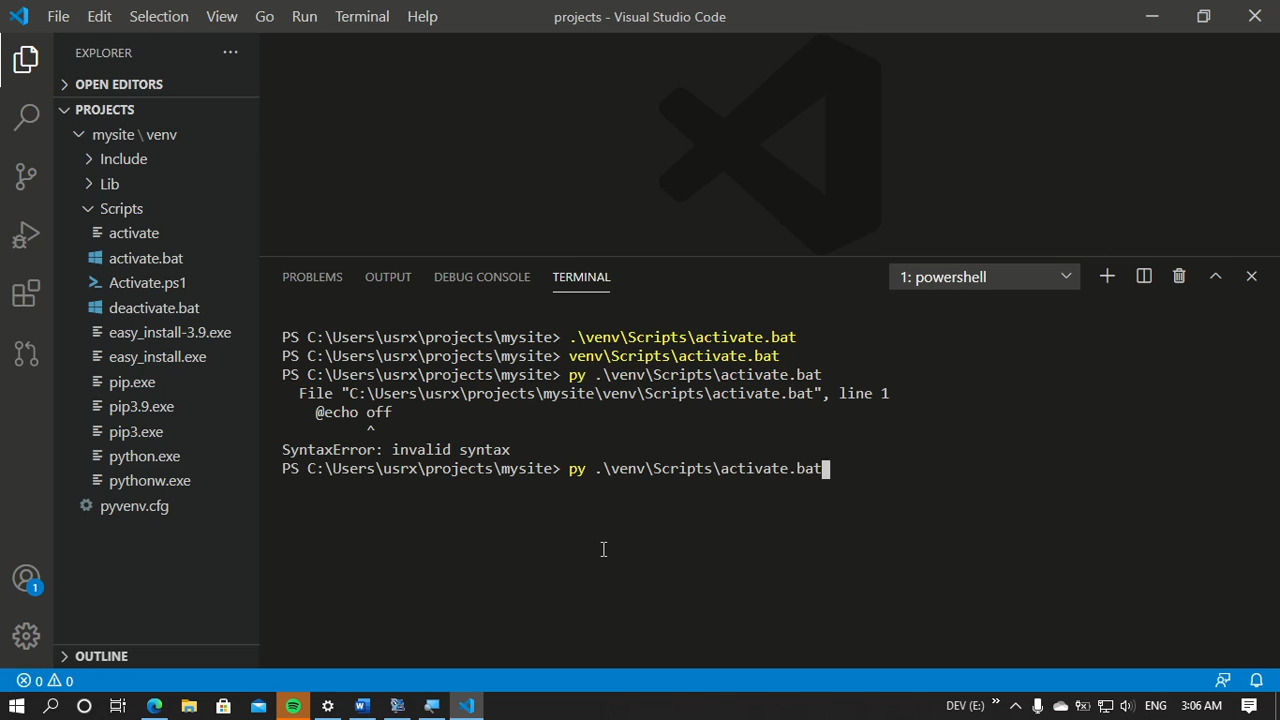 File Edit Selection View Go Run Terminal Help projects - Visual Studio Code
EXPLORER ···
OPEN EDITORS
PROJECTS
mysite \ venv
Include
Lib
Scripts
activate
activate.bat
Activate.ps1
deactivate.bat
easy_install-3.9.exe
easy_install.exe
pip.exe
pip3.9.exe
pip3.exe
python.exe
pythonw.exe
pyvenv.cfg
OUTLINE
1
PROBLEMS OUTPUT DEBUG CONSOLE TERMINAL 1: powershell
PS C:\Users\usrx\projects\mysite> .\venv\Scripts\activate.bat
PS C:\Users\usrx\projects\mysite> venv\Scripts\activate.bat
PS C:\Users\usrx\projects\mysite> py .\venv\Scripts\activate.bat
File "C:\Users\usrx\projects\mysite\venv\Scripts\activate.bat", line 1
@echo off
^
SyntaxError: invalid syntax
PS C:\Users\usrx\projects\mysite> py .\venv\Scripts\activate.bat
0 0
DEV (E:) » ENG 3:06 AM